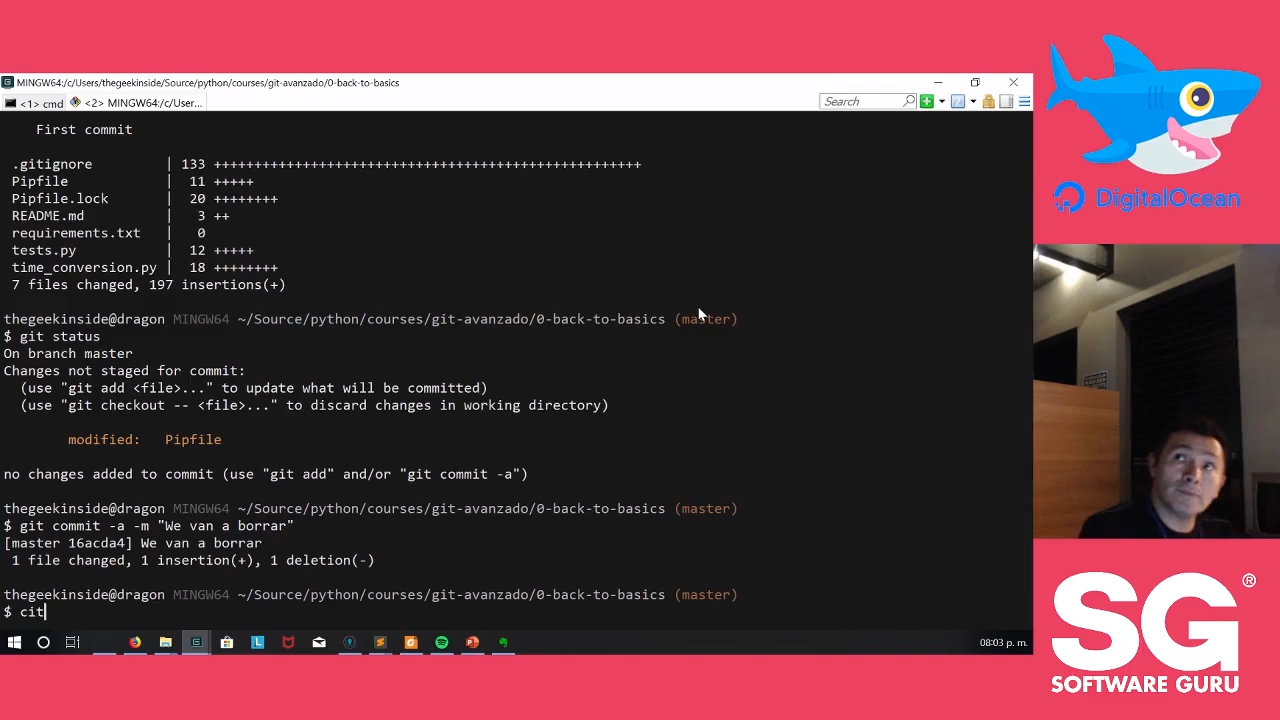 MINGW64:/c/Users/thegeekinside/Source/python/courses/git-avanzado/0-back-to-basics
<1> cmd
<2> MINGW64:/c/User...
Search
First commit
.gitignore | 133 +++++++++++++++++++++++++++++++++++++++++++++++++++++
Pipfile | 11 +++++
Pipfile.lock | 20 ++++++++
README.md | 3 ++
requirements.txt | 0
tests.py | 12 +++++
time_conversion.py | 18 ++++++++
7 files changed, 197 insertions(+)
thegeekinside@dragon MINGW64 ~/Source/python/courses/git-avanzado/0-back-to-basics (master)
$ git status
On branch master
Changes not staged for commit:
(use "git add <file>..." to update what will be committed)
(use "git checkout -- <file>..." to discard changes in working directory)
modified: Pipfile
no changes added to commit (use "git add" and/or "git commit -a")
thegeekinside@dragon MINGW64 ~/Source/python/courses/git-avanzado/0-back-to-basics (master)
$ git commit -a -m "We van a borrar"
[master 16acda4] We van a borrar
1 file changed, 1 insertion(+), 1 deletion(-)
thegeekinside@dragon MINGW64 ~/Source/python/courses/git-avanzado/0-back-to-basics (master)
$ cit
08:03 p. m.
DigitalOcean
SG®
SOFTWARE GURU